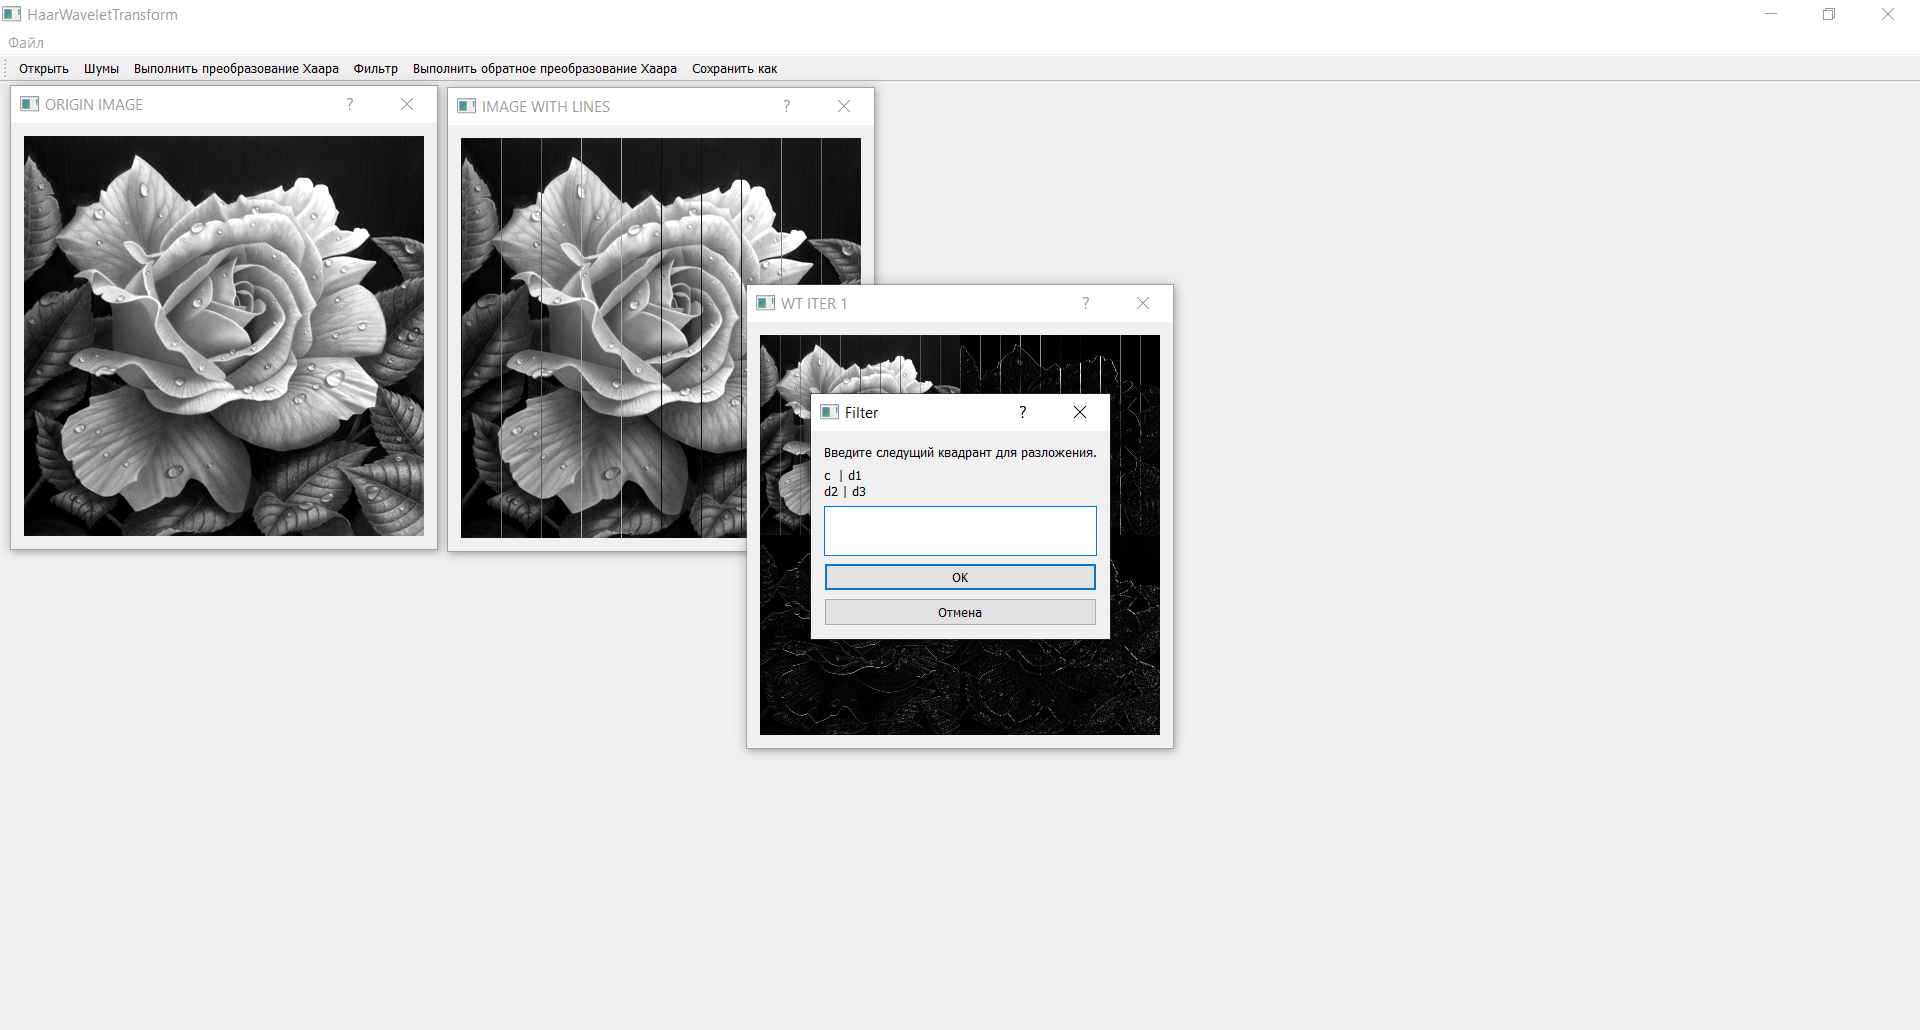 HaarWaveletTransform
Файл
Открыть Шумы Выполнить преобразование Хаара Фильтр Выполнить обратное преобразование Хаара Сохранить как
ORIGIN IMAGE ?
IMAGE WITH LINES ?
WT ITER 1 ?
Filter ?
Введите следущий квадрант для разложения.
c | d1
d2 | d3
OK
Отмена